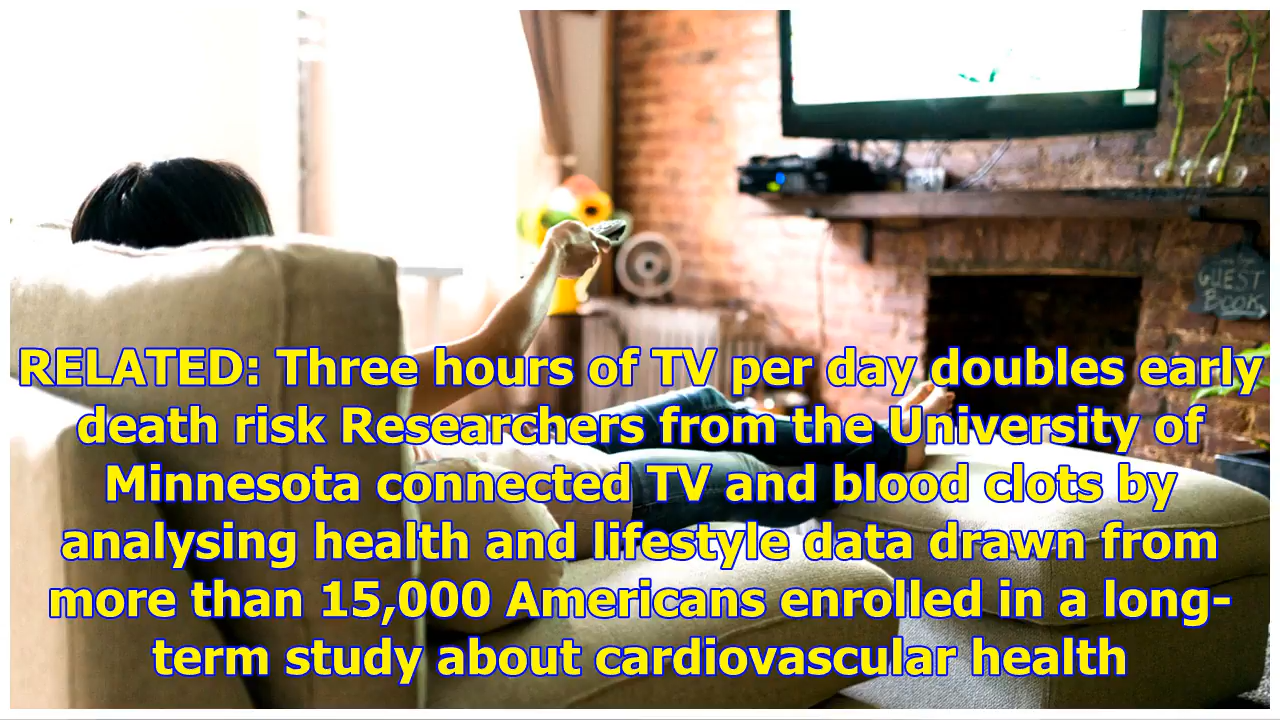 GUEST
BOOK
RELATED: Three hours of TV per day doubles early
death risk Researchers from the University of
Minnesota connected TV and blood clots by
analysing health and lifestyle data drawn from
more than 15,000 Americans enrolled in a long-
term study about cardiovascular health